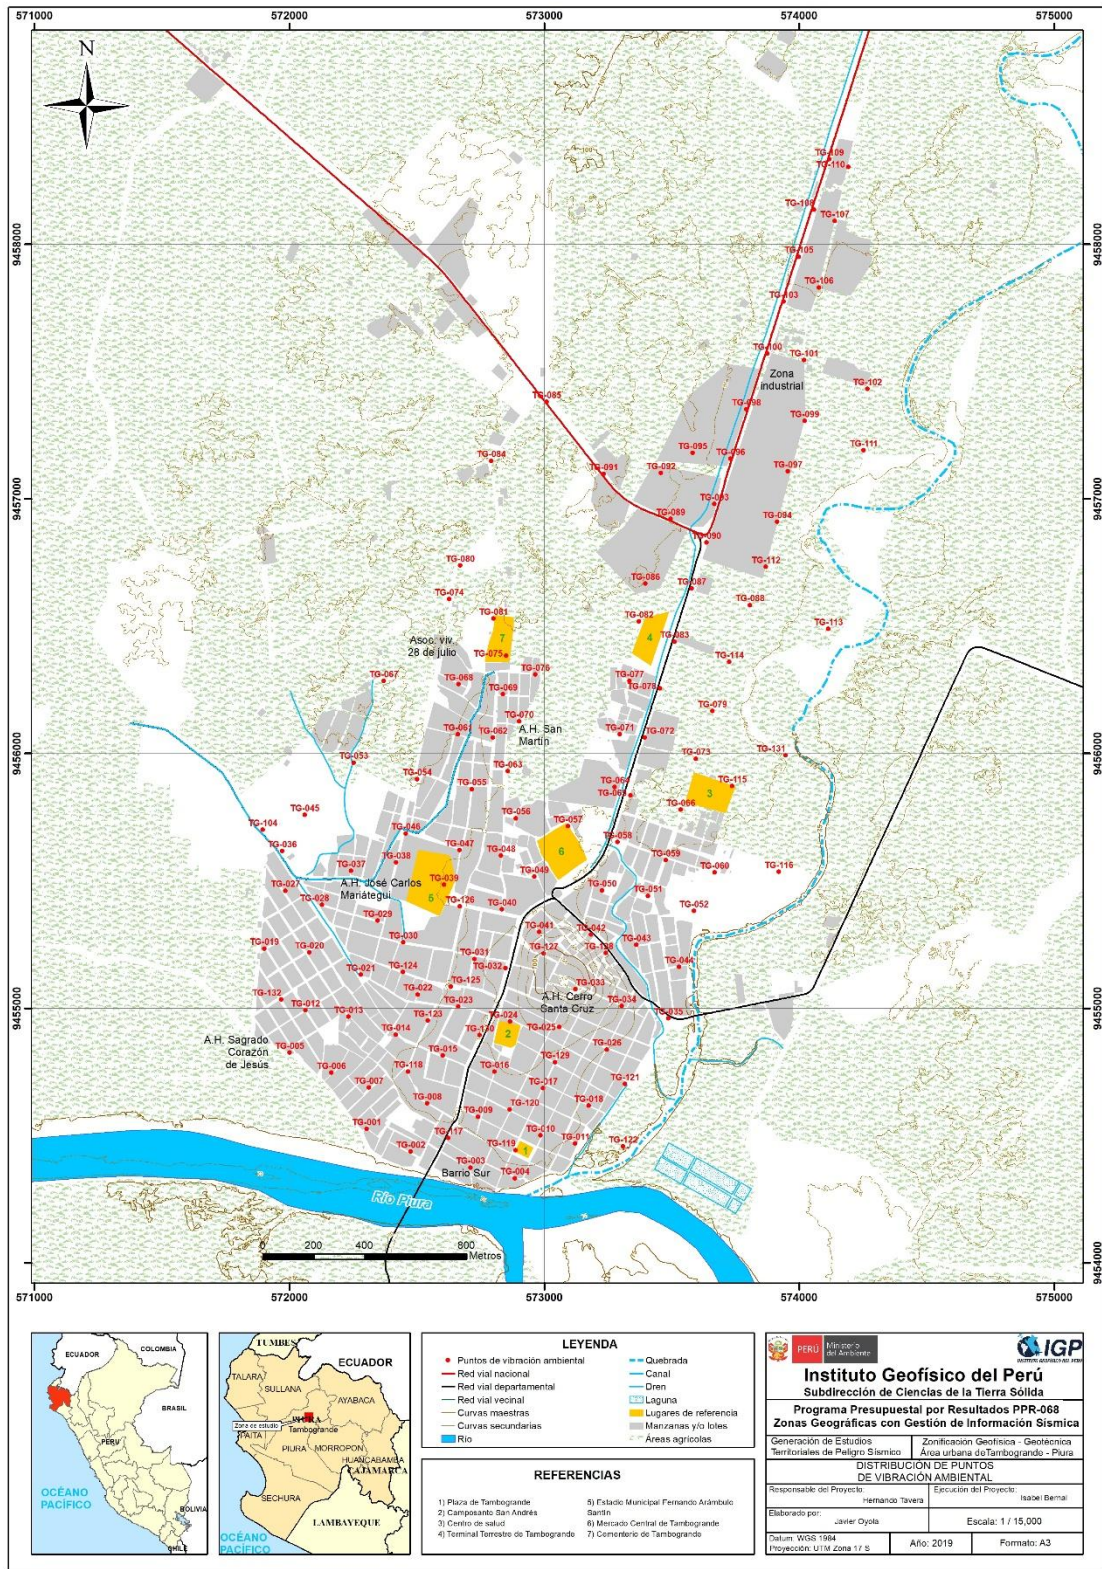 571000
572000
573000
574000
575000
N
9458000
9458000
9457000
9457000
9456000
9456000
9455000
9455000
9454000
9454000
TG-109
TG-110
TG-108
TG-107
TG-105
TG-106
TG-103
TG-100
TG-101
Zona
industrial
TG-102
TG-085
TG-098
TG-099
TG-084
TG-095
TG-096
TG-111
TG-091
TG-092
TG-097
TG-093
TG-089
TG-094
TG-090
TG-080
TG-112
TG-086
TG-087
TG-074
TG-088
TG-081
TG-082
TG-113
Asoc. viv.
28 de julio
7
4
TG-083
TG-075
TG-114
TG-076
TG-067
TG-068
TG-077
TG-078
TG-069
TG-079
TG-070
TG-061
TG-062
A.H. San
Martín
TG-071
TG-072
TG-053
TG-063
TG-073
TG-131
TG-054
TG-055
TG-064
TG-065
TG-115
3
TG-045
TG-066
TG-104
TG-056
TG-057
TG-046
TG-036
TG-047
TG-048
6
TG-058
TG-037
TG-038
TG-059
TG-060
TG-116
TG-049
A.H. José Carlos
Mariátegui
TG-039
5
TG-027
TG-050
TG-051
TG-028
TG-126
TG-040
TG-052
TG-029
TG-041
TG-042
TG-030
TG-043
TG-019
TG-020
TG-031
TG-127
TG-128
TG-032
TG-044
TG-021
TG-124
TG-125
TG-033
TG-132
TG-022
A.H. Cerro
Santa Cruz
TG-012
TG-013
TG-023
TG-034
TG-123
TG-024
TG-035
TG-014
TG-130
2
TG-025
A.H. Sagrado
Corazón
de Jesús
TG-005
TG-015
TG-026
TG-129
TG-006
TG-118
TG-016
TG-007
TG-017
TG-121
TG-008
TG-120
TG-018
TG-009
TG-001
TG-117
TG-010
TG-002
TG-119
1
TG-011
TG-122
TG-003
Barrio Sur
TG-004
Río Piura
0
200
400
800
Metros
571000
572000
573000
574000
575000
ECUADOR
COLOMBIA
BRASIL
PERU
OCÉANO
PACÍFICO
BOLIVIA
CHILE
TUMBES
ECUADOR
TALARA
SULLANA
AYABACA
Zona de estudio
PIURA
Tambogrande
PAITA
PIURA
MORROPON
HUANCABAMBA
CAJAMARCA
SECHURA
LAMBAYEQUE
OCÉANO
PACÍFICO
LEYENDA
Puntos de vibración ambiental
Red vial nacional
Red vial departamental
Red vial vecinal
Curvas maestras
Curvas secundarias
Río
Quebrada
Canal
Dren
Laguna
Lugares de referencia
Manzanas y/o lotes
Áreas agrícolas
REFERENCIAS
1) Plaza de Tambogrande
2) Camposanto San Andrés
3) Centro de salud
4) Terminal Terrestre de Tambogrande
5) Estadio Municipal Fernando Arámbulo
Santín
6) Mercado Central de Tambogrande
7) Cementerio de Tambogrande
PERÚ
Ministerio
del Ambiente
IGP
INSTITUTO GEOFÍSICO DEL PERÚ
Instituto Geofísico del Perú
Subdirección de Ciencias de la Tierra Sólida
Programa Presupuestal por Resultados PPR-068
Zonas Geográficas con Gestión de Información Sísmica
Generación de Estudios
Territoriales de Peligro Sísmico
Zonificación Geofísica - Geotécnica
Área urbana deTambogrande - Piura
DISTRIBUCIÓN DE PUNTOS
DE VIBRACIÓN AMBIENTAL
Responsable del Proyecto:
Hernando Tavera
Ejecución del Proyecto:
Isabel Bernal
Elaborado por:
Javier Oyola
Escala: 1 / 15,000
Datum: WGS 1984
Proyección: UTM Zona 17 S
Año: 2019
Formato: A3